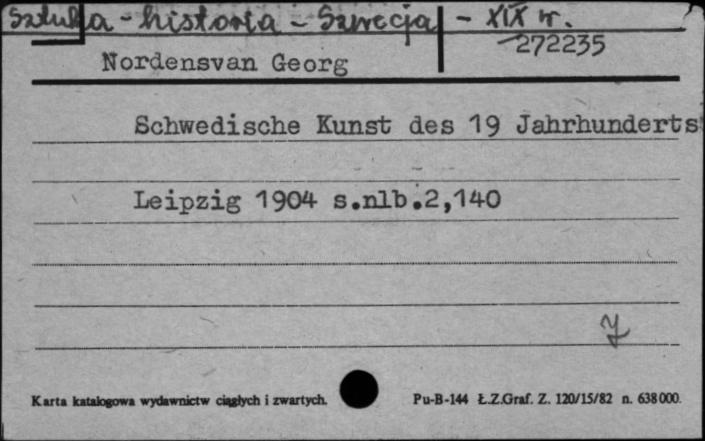 Sztuka - historia - Szwecja - XIX w.
272235
Nordensvan Georg
Schwedische Kunst des 19 Jahrhunderts
Leipzig 1904 s.nlb.2,140
Karta katalogowa wydawnictw ciągłych i zwartych. Pu-B-144 Ł.Z.Graf. Z. 120/15/82 n. 638000.